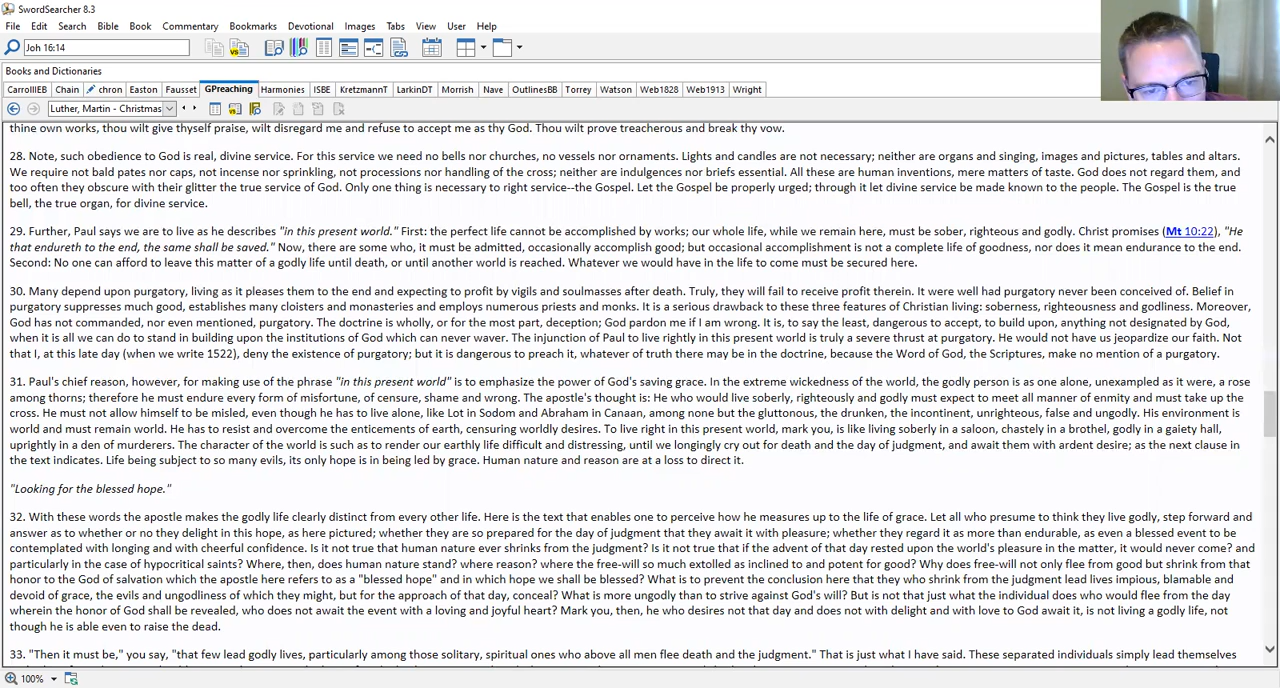 SwordSearcher 8.3
File Edit Search Bible Book Commentary Bookmarks Devotional Images Tabs View User Help
Joh 16:14
Books and Dictionaries
CarrollIEB Chain chron Easton Fausset GPreaching Harmonies ISBE KretzmannT LarkinDT Morrish Nave OutlinesBB Torrey Watson Web1828 Web1913 Wright
Luther, Martin - Christmas
thine own works, thou wilt give thyself praise, wilt disregard me and refuse to accept me as thy God. Thou wilt prove treacherous and break thy vow.
28. Note, such obedience to God is real, divine service. For this service we need no bells nor churches, no vessels nor ornaments. Lights and candles are not necessary; neither are organs and singing, images and pictures, tables and altars.
We require not bald pates nor caps, not incense nor sprinkling, not processions nor handling of the cross; neither are indulgences nor briefs essential. All these are human inventions, mere matters of taste. God does not regard them, and
too often they obscure with their glitter the true service of God. Only one thing is necessary to right service--the Gospel. Let the Gospel be properly urged; through it let divine service be made known to the people. The Gospel is the true
bell, the true organ, for divine service.
29. Further, Paul says we are to live as he describes "in this present world." First: the perfect life cannot be accomplished by works; our whole life, while we remain here, must be sober, righteous and godly. Christ promises (Mt 10:22), "He
that endureth to the end, the same shall be saved." Now, there are some who, it must be admitted, occasionally accomplish good; but occasional accomplishment is not a complete life of goodness, nor does it mean endurance to the end.
Second: No one can afford to leave this matter of a godly life until death, or until another world is reached. Whatever we would have in the life to come must be secured here.
30. Many depend upon purgatory, living as it pleases them to the end and expecting to profit by vigils and soulmasses after death. Truly, they will fail to receive profit therein. It were well had purgatory never been conceived of. Belief in
purgatory suppresses much good, establishes many cloisters and monasteries and employs numerous priests and monks. It is a serious drawback to these three features of Christian living: soberness, righteousness and godliness. Moreover,
God has not commanded, nor even mentioned, purgatory. The doctrine is wholly, or for the most part, deception; God pardon me if I am wrong. It is, to say the least, dangerous to accept, to build upon, anything not designated by God,
when it is all we can do to stand in building upon the institutions of God which can never waver. The injunction of Paul to live rightly in this present world is truly a severe thrust at purgatory. He would not have us jeopardize our faith. Not
that I, at this late day (when we write 1522), deny the existence of purgatory; but it is dangerous to preach it, whatever of truth there may be in the doctrine, because the Word of God, the Scriptures, make no mention of a purgatory.
31. Paul's chief reason, however, for making use of the phrase "in this present world" is to emphasize the power of God's saving grace. In the extreme wickedness of the world, the godly person is as one alone, unexampled as it were, a rose
among thorns; therefore he must endure every form of misfortune, of censure, shame and wrong. The apostle's thought is: He who would live soberly, righteously and godly must expect to meet all manner of enmity and must take up the
cross. He must not allow himself to be misled, even though he has to live alone, like Lot in Sodom and Abraham in Canaan, among none but the gluttonous, the drunken, the incontinent, unrighteous, false and ungodly. His environment is
world and must remain world. He has to resist and overcome the enticements of earth, censuring worldly desires. To live right in this present world, mark you, is like living soberly in a saloon, chastely in a brothel, godly in a gaiety hall,
uprightly in a den of murderers. The character of the world is such as to render our earthly life difficult and distressing, until we longingly cry out for death and the day of judgment, and await them with ardent desire; as the next clause in
the text indicates. Life being subject to so many evils, its only hope is in being led by grace. Human nature and reason are at a loss to direct it.
"Looking for the blessed hope."
32. With these words the apostle makes the godly life clearly distinct from every other life. Here is the text that enables one to perceive how he measures up to the life of grace. Let all who presume to think they live godly, step forward and
answer as to whether or no they delight in this hope, as here pictured; whether they are so prepared for the day of judgment that they await it with pleasure; whether they regard it as more than endurable, as even a blessed event to be
contemplated with longing and with cheerful confidence. Is it not true that human nature ever shrinks from the judgment? Is it not true that if the advent of that day rested upon the world's pleasure in the matter, it would never come? and
particularly in the case of hypocritical saints? Where, then, does human nature stand? where reason? where the free-will so much extolled as inclined to and potent for good? Why does free-will not only flee from good but shrink from that
honor to the God of salvation which the apostle here refers to as a "blessed hope" and in which hope we shall be blessed? What is to prevent the conclusion here that they who shrink from the judgment lead lives impious, blamable and
devoid of grace, the evils and ungodliness of which they might, but for the approach of that day, conceal? What is more ungodly than to strive against God's will? But is not that just what the individual does who would flee from the day
wherein the honor of God shall be revealed, who does not await the event with a loving and joyful heart? Mark you, then, he who desires not that day and does not with delight and with love to God await it, is not living a godly life, not
though he is able even to raise the dead.
33. "Then it must be," you say, "that few lead godly lives, particularly among those solitary, spiritual ones who above all men flee death and the judgment." That is just what I have said. These separated individuals simply lead themselves
100%